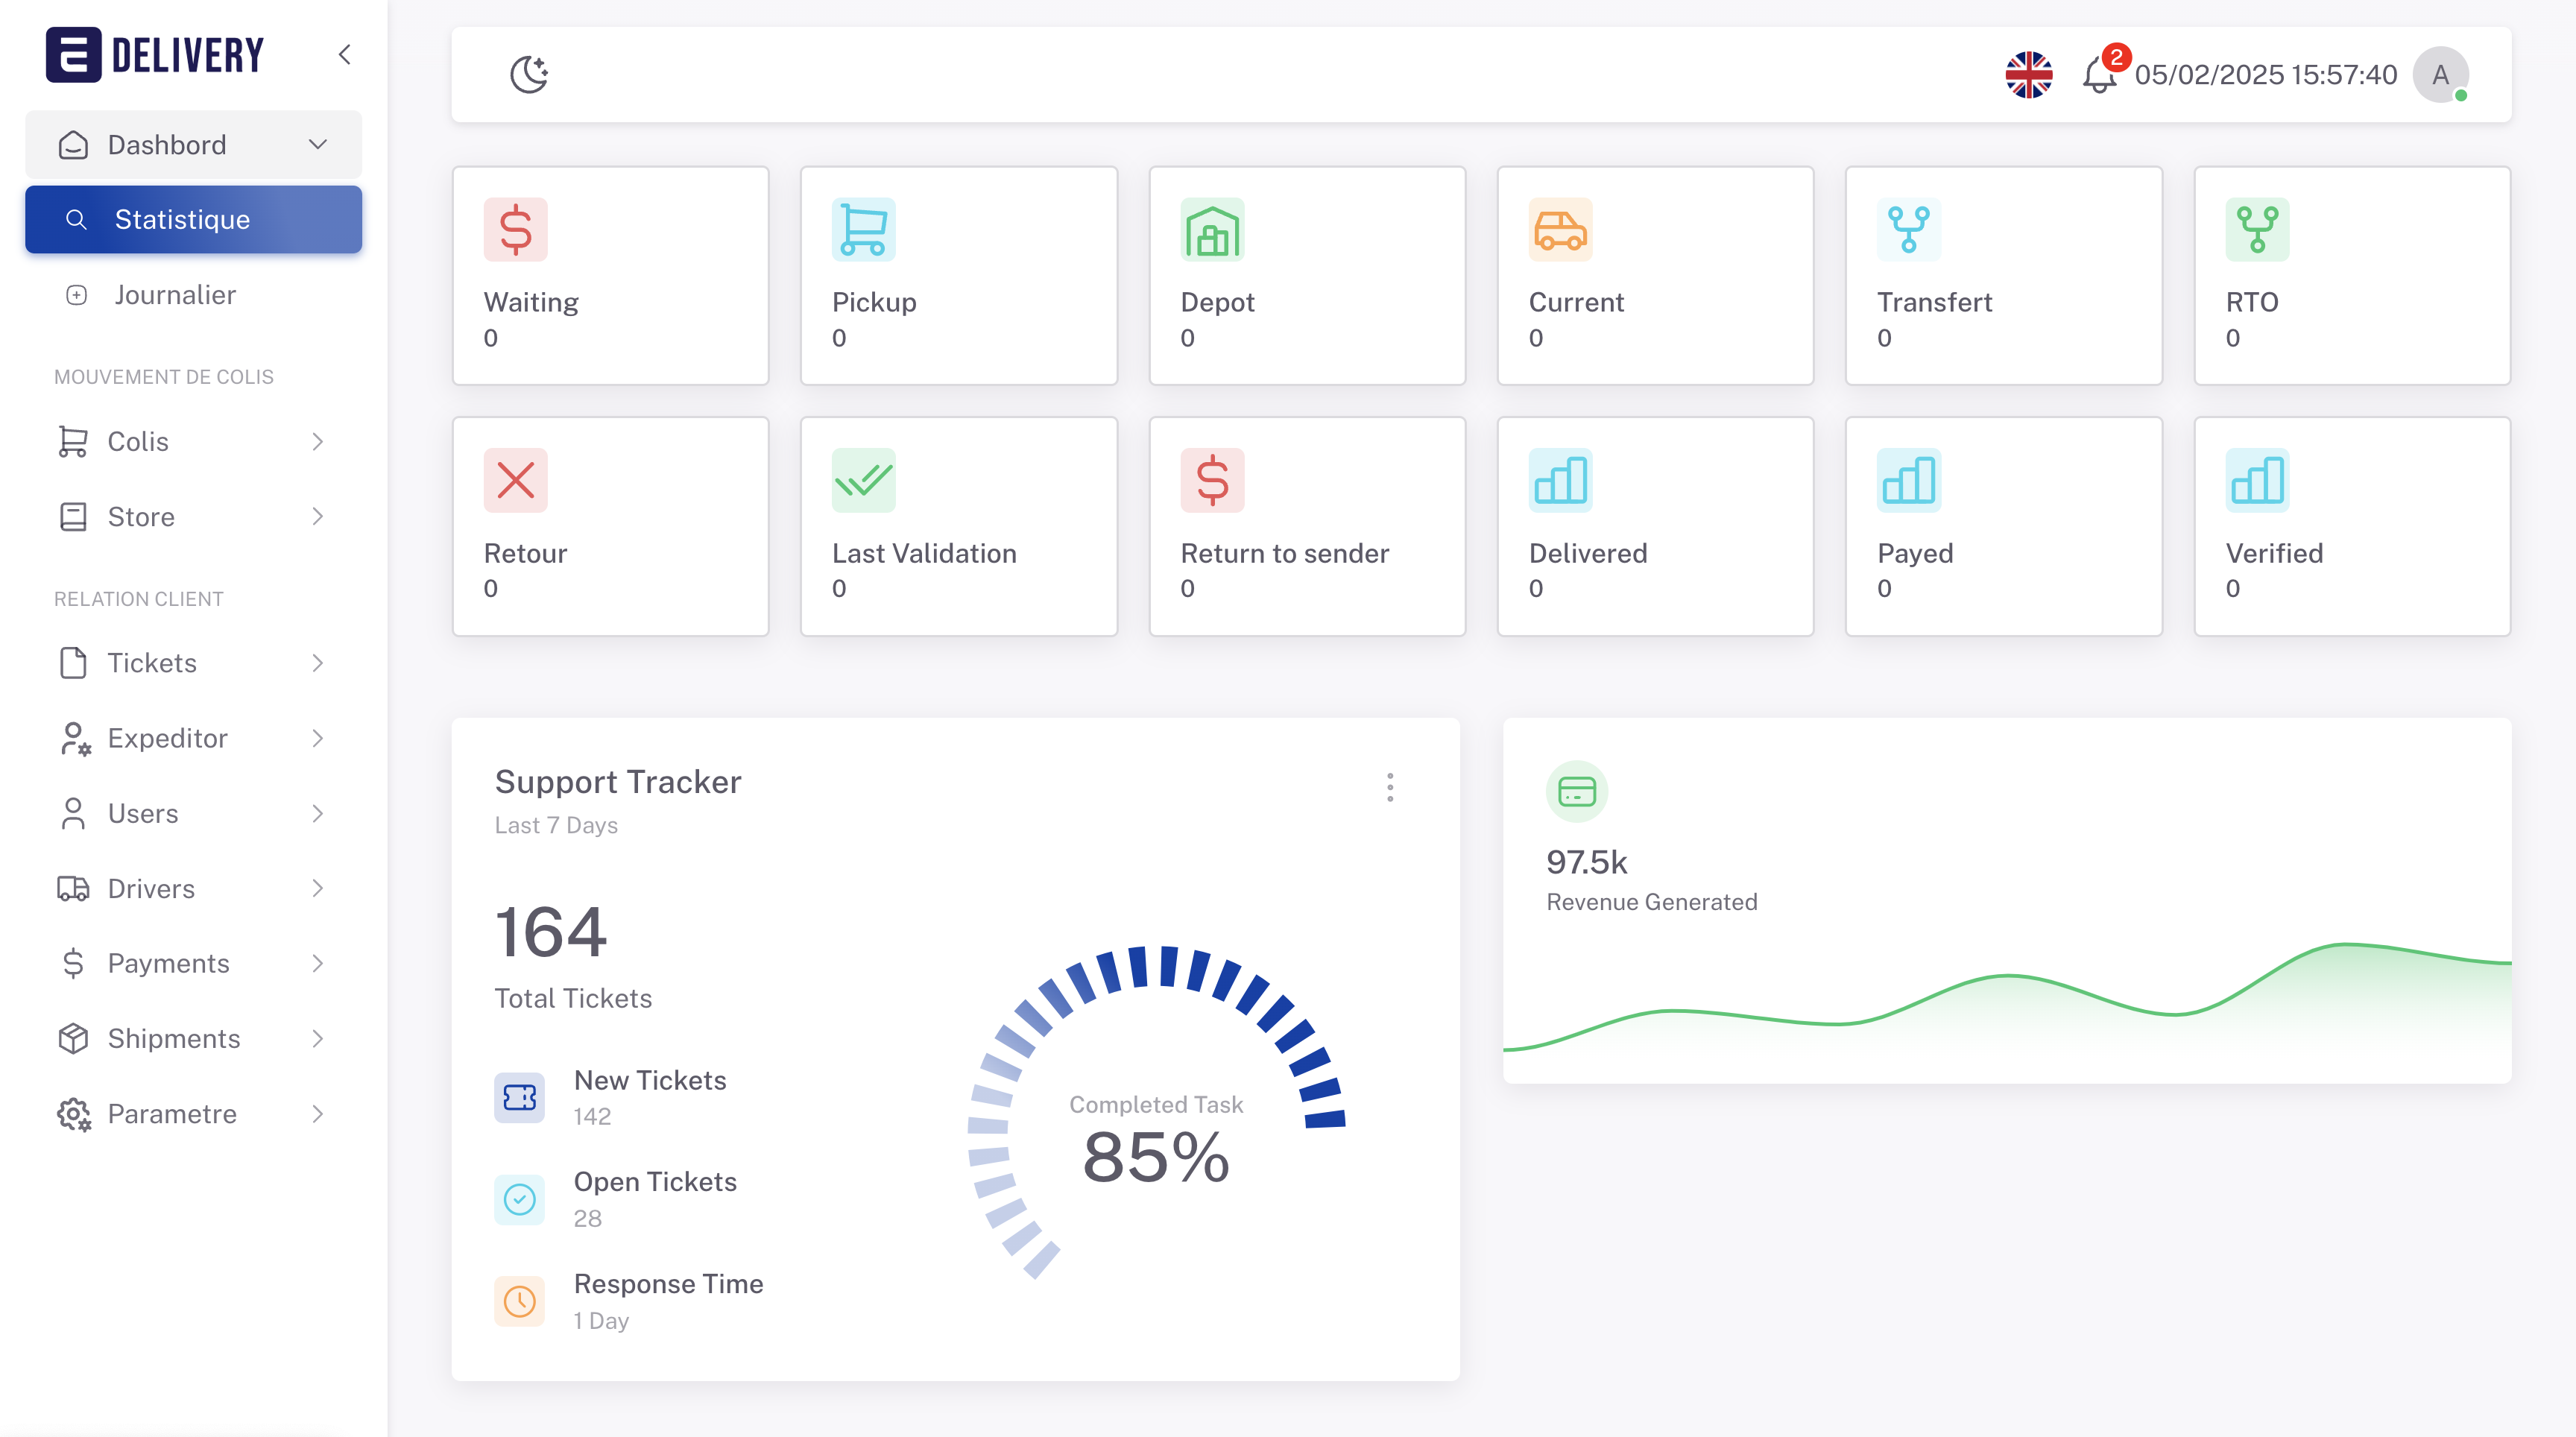 DELIVERY
Dashbord
Statistique
Journalier
MOUVEMENT DE COLIS
Colis
Store
RELATION CLIENT
Tickets
Expeditor
Users
Drivers
Payments
Shipments
Parametre
2
05/02/2025 15:57:40
A
Waiting
0
Pickup
0
Depot
0
Current
0
Transfert
0
RTO
0
Retour
0
Last Validation
0
Return to sender
0
Delivered
0
Payed
0
Verified
0
Support Tracker
Last 7 Days
164
Total Tickets
New Tickets
142
Open Tickets
28
Response Time
1 Day
Completed Task
85%
97.5k
Revenue Generated